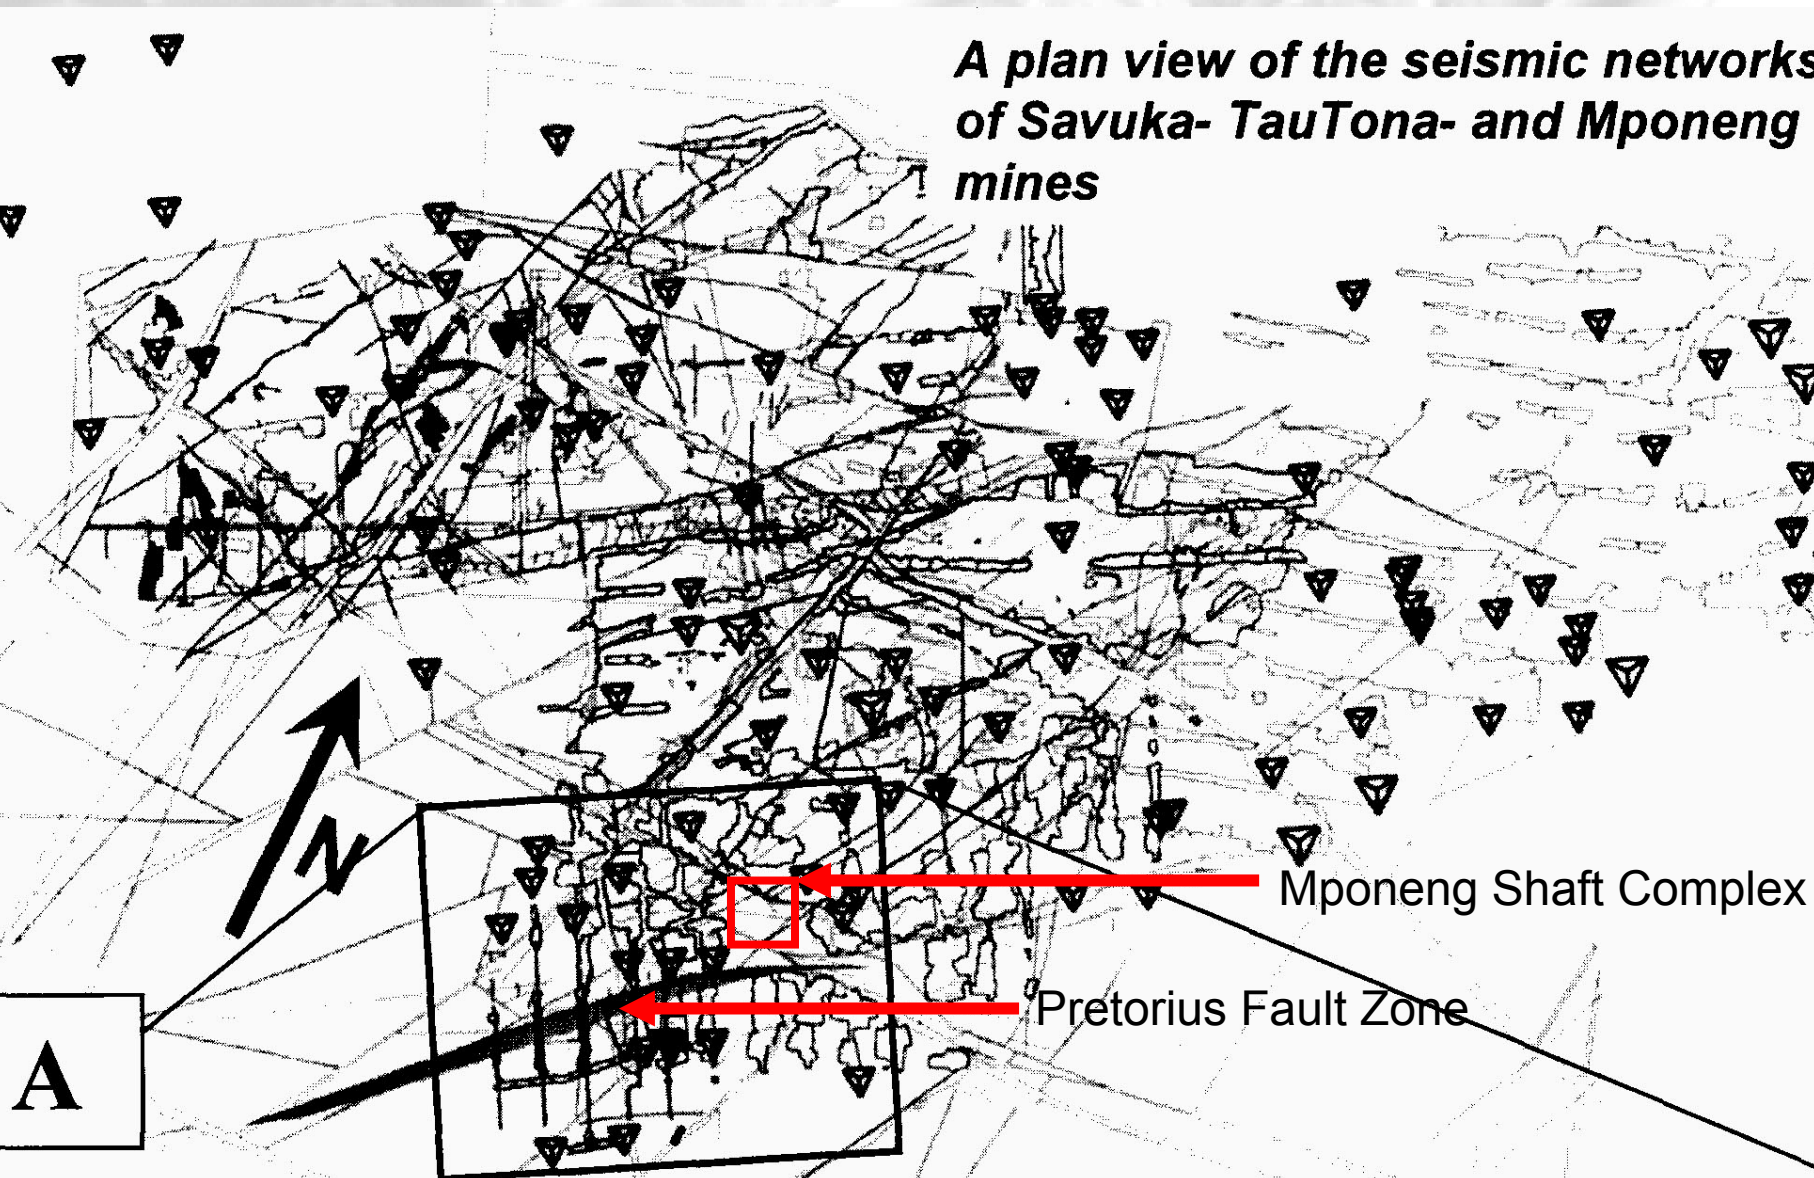 A plan view of the seismic networks
of Savuka- TauTona- and Mponeng
mines
N
Mponeng Shaft Complex
Pretorius Fault Zone
A